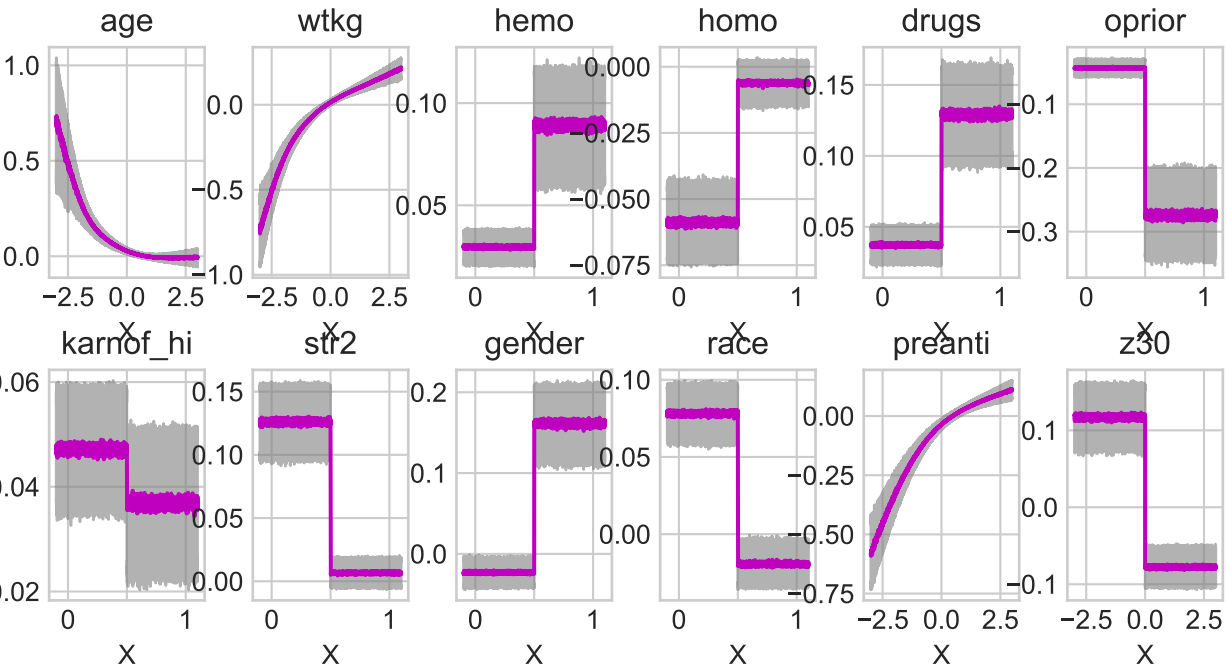 age wtkg hemo homo drugs oprior
1.0 0.5 0.0
0.0 −0.5 −1.0
0.10 0.05
0.000 −0.025 −0.050 −0.075
0.15 0.10 0.05
−0.1 −0.2 −0.3
−2.5 0.0 2.5 −2.5 0.0 2.5 0 1 0 1 0 1 0 1
X X X X X X
karnof_hi str2 gender race preanti z30
0.06 0.04 0.02
0.15 0.10 0.05 0.00
0.2 0.1 0.0
0.10 0.05 0.00
0.00 −0.25 −0.50 −0.75
0.1 0.0 −0.1
0 1 0 1 0 1 0 1 −2.5 0.0 2.5 −2.5 0.0 2.5
X X X X X X